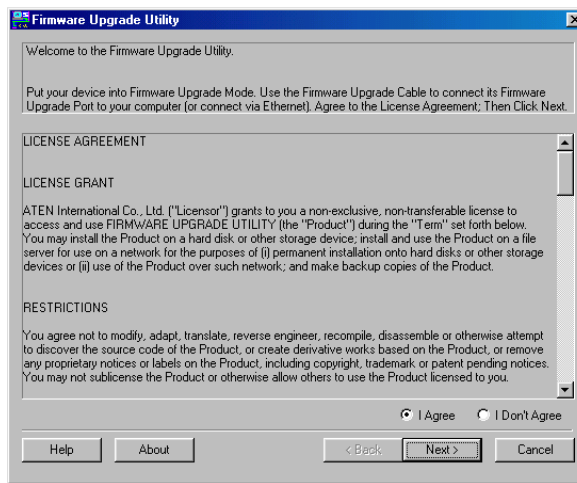 Firmware Upgrade Utility
Welcome to the Firmware Upgrade Utility.
Put your device into Firmware Upgrade Mode. Use the Firmware Upgrade Cable to connect its Firmware
Upgrade Port to your computer (or connect via Ethernet). Agree to the License Agreement; Then Click Next.
LICENSE AGREEMENT
LICENSE GRANT
ATEN International Co., Ltd. ("Licensor") grants to you a non-exclusive, non-transferable license to
access and use FIRMWARE UPGRADE UTILITY (the "Product") during the "Term" set forth below.
You may install the Product on a hard disk or other storage device; install and use the Product on a file
server for use on a network for the purposes of (i) permanent installation onto hard disks or other storage
devices or (ii) use of the Product over such network; and make backup copies of the Product.
RESTRICTIONS
You agree not to modify, adapt, translate, reverse engineer, recompile, disassemble or otherwise attempt
to discover the source code of the Product, or create derivative works based on the Product, or remove
any proprietary notices or labels on the Product, including copyright, trademark or patent pending notices.
You may not sublicense the Product or otherwise allow others to use the Product licensed to you.
I Agree I Don't Agree
Help About < Back Next > Cancel